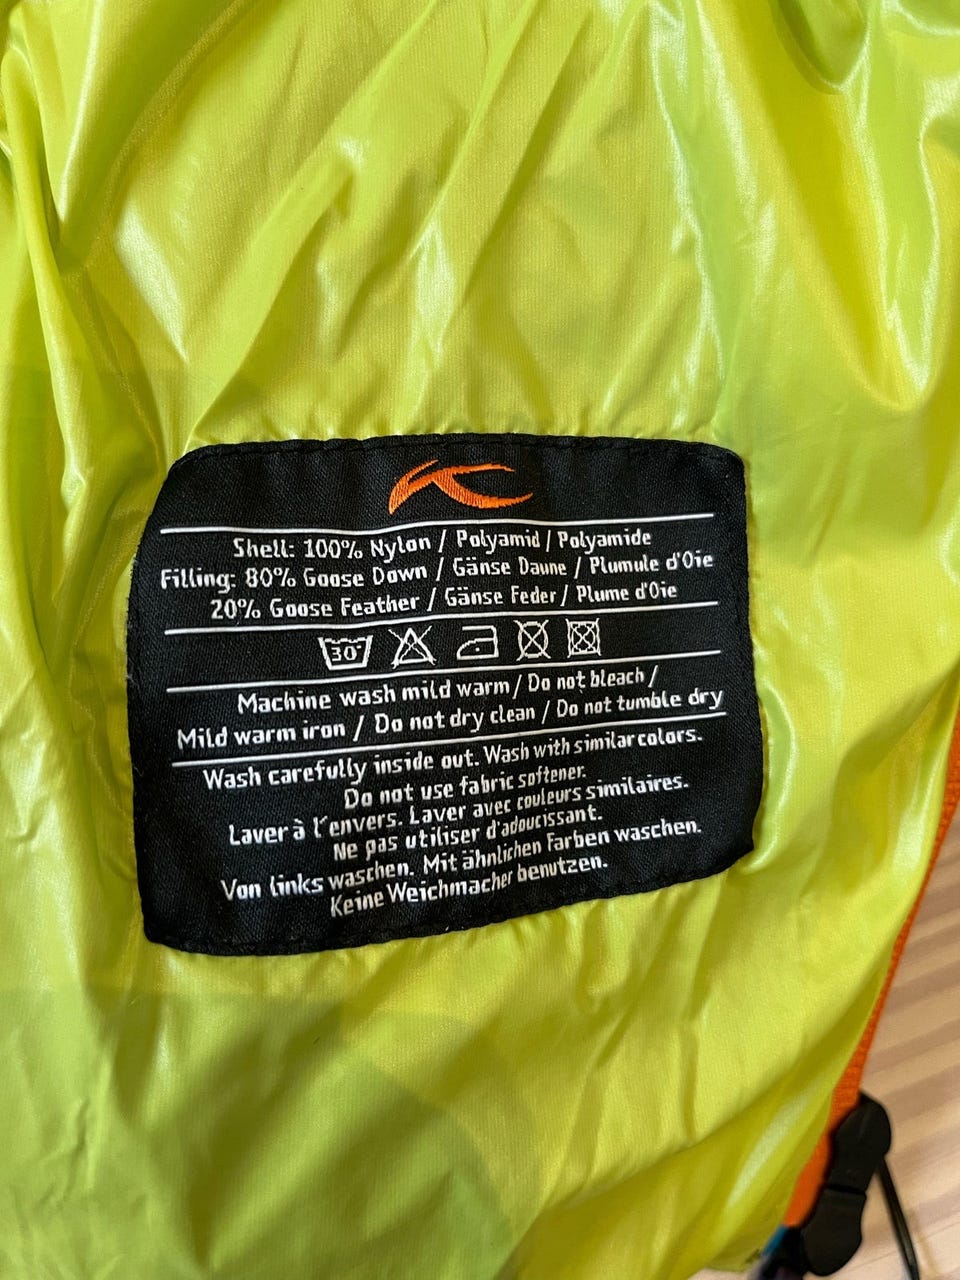 Shell: 100% Nylon / Polyamid / Polyamide
Filling: 80% Goose Down / Gänse Daune / Plumule d'Oie
20% Goose Feather / Gänse Feder / Plume d'Oie
30°
Machine wash mild warm / Do not bleach /
Mild warm iron / Do not dry clean / Do not tumble dry
Wash carefully inside out. Wash with similar colors.
Do not use fabric softener.
Laver à l'envers. Laver avec couleurs similaires.
Ne pas utiliser d'adoucissant.
Von links waschen. Mit ähnlichen Farben waschen.
Keine Weichmacher benutzen.